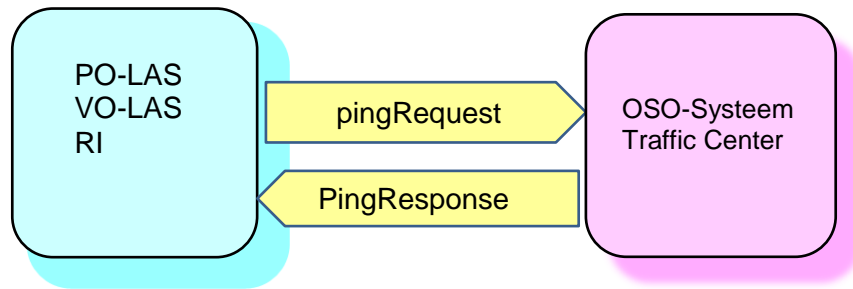 PO-LAS
VO-LAS
RI
pingRequest
PingResponse
OSO-Systeem
Traffic Center